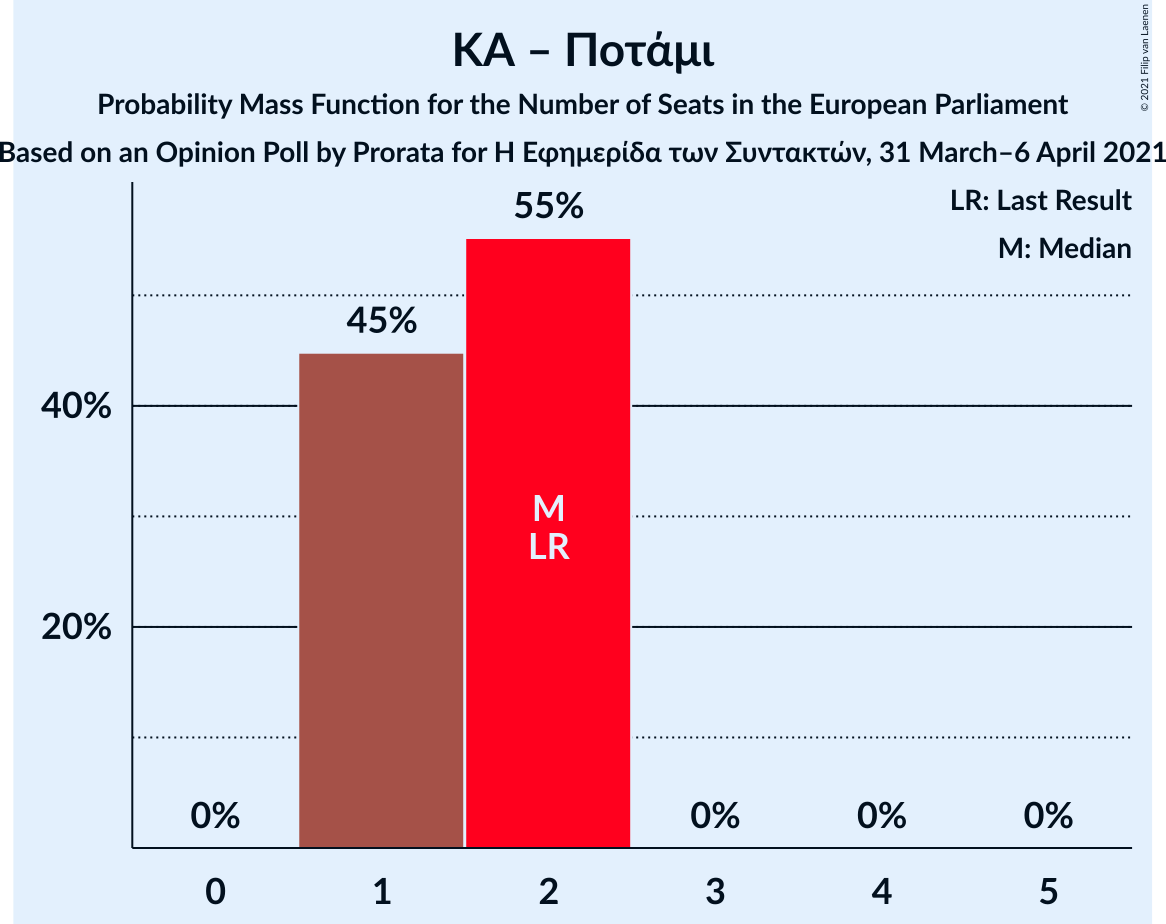 ΚΑ – Ποτάμι
Probability Mass Function for the Number of Seats in the European Parliament
Based on an Opinion Poll by Prorata for Η Εφημερίδα των Συντακτών, 31 March–6 April 2021
© 2021 Filip van Laenen
LR: Last Result
M: Median
55%
45%
40%
20%
M
LR
0% 0% 0% 0%
0 1 2 3 4 5